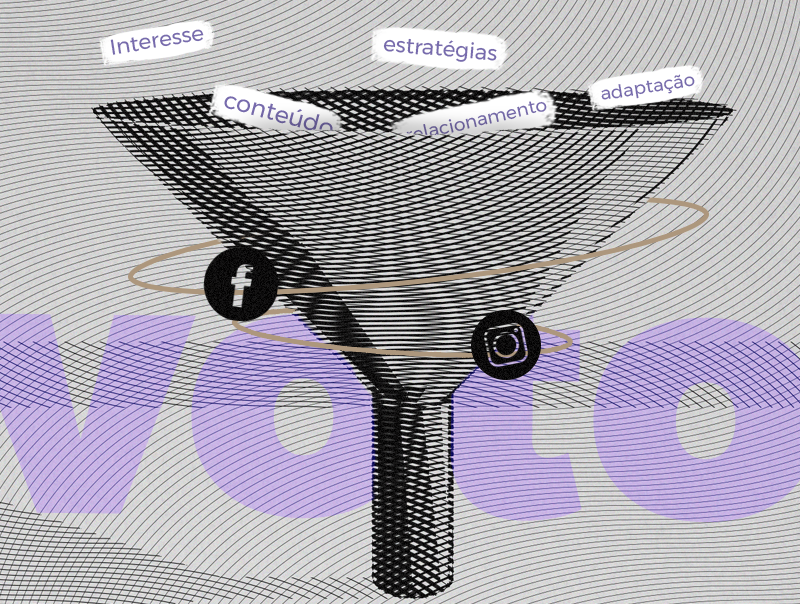 Interesse
estratégias
adaptação
conteúdo
relacionamento
voto